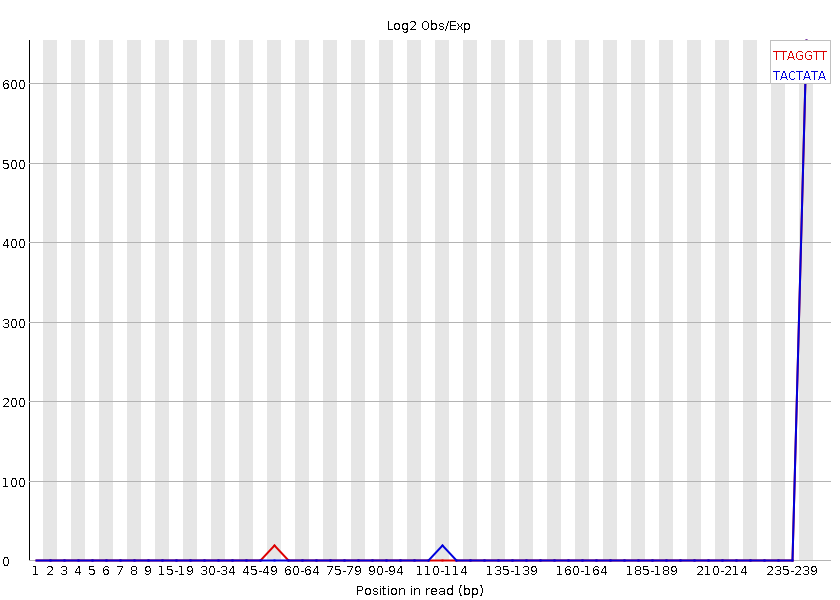 Log2 Obs/Exp
TTAGGTT
TACTATA
600
500
400
300
200
100
0
1 2 3 4 5 6 7 8 9 15-19 30-34 45-49 60-64 75-79 90-94 110-114 135-139 160-164 185-189 210-214 235-239
Position in read (bp)